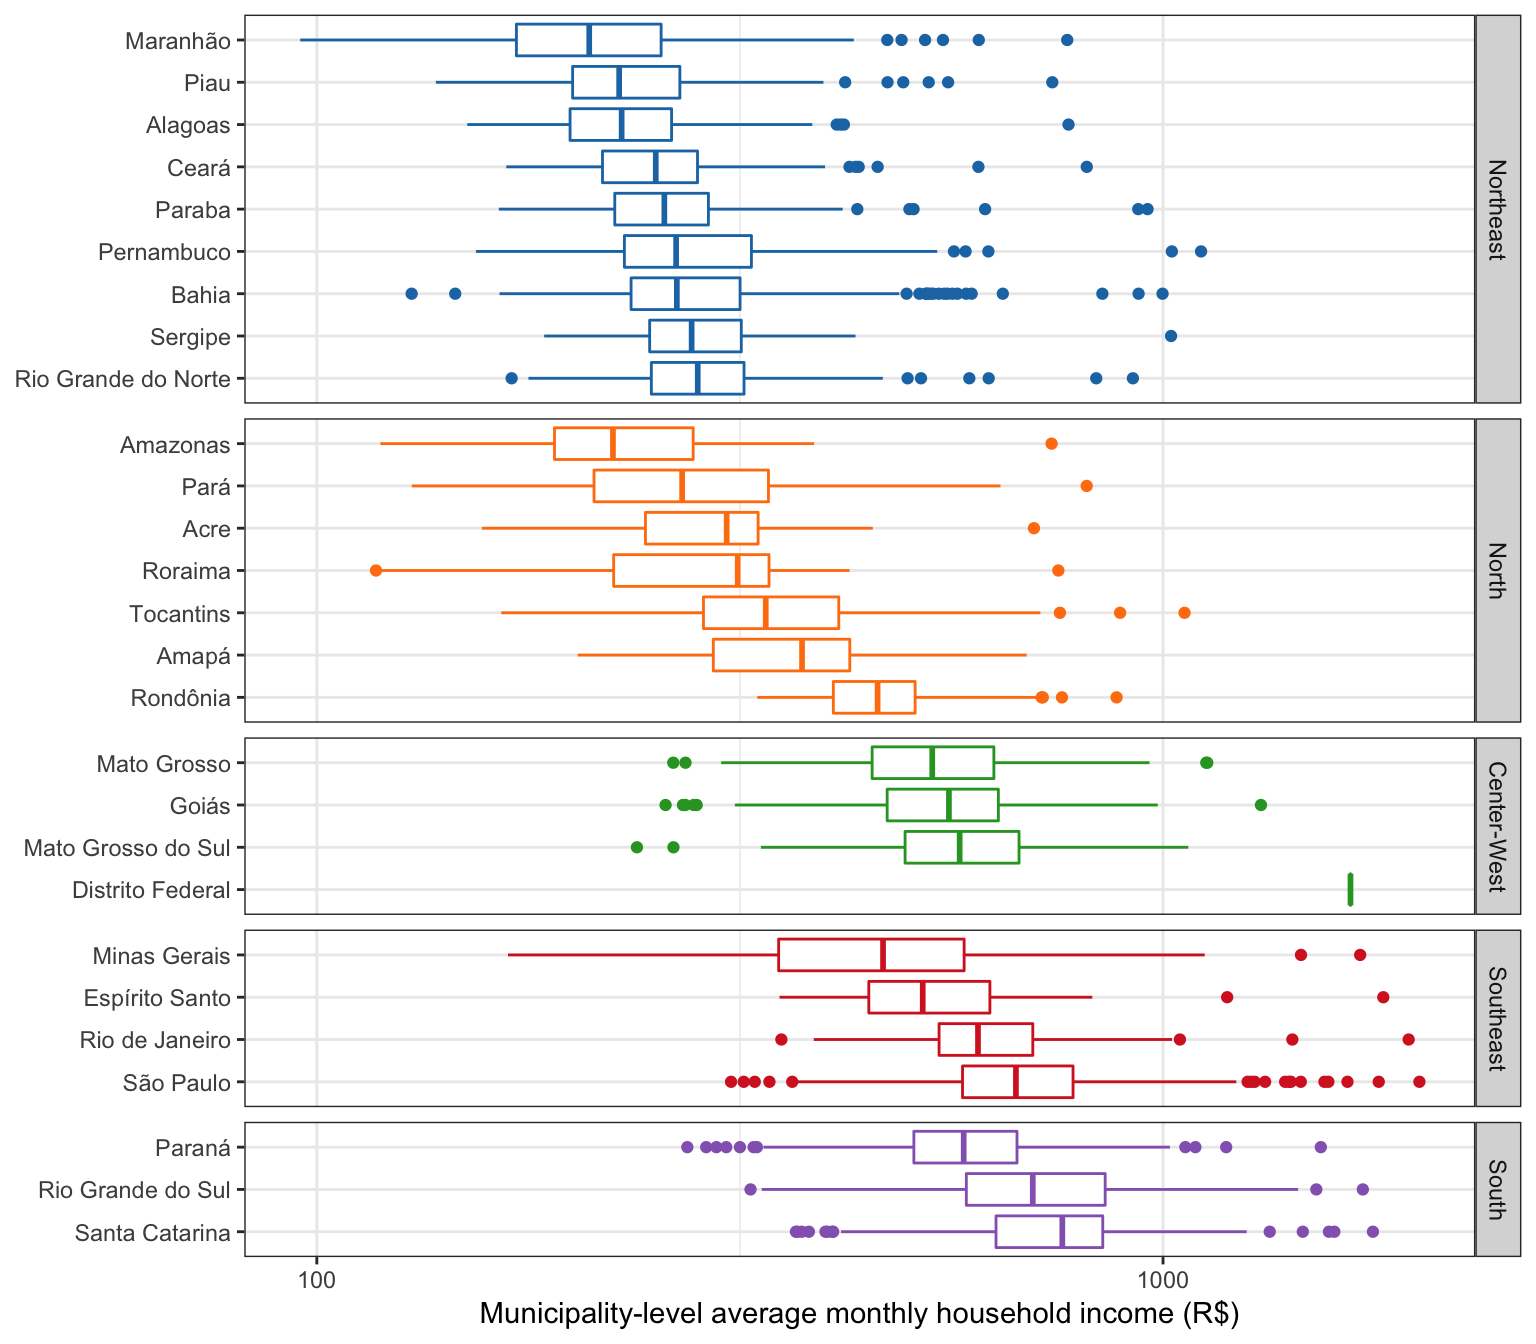 Maranhão
Piau
Alagoas
Ceará
Paraba
Pernambuco
Bahia
Sergipe
Rio Grande do Norte
Northeast
Amazonas
Pará
Acre
Roraima
Tocantins
Amapá
Rondônia
North
Mato Grosso
Goiás
Mato Grosso do Sul
Distrito Federal
Center-West
Minas Gerais
Espírito Santo
Rio de Janeiro
São Paulo
Southeast
Paraná
Rio Grande do Sul
Santa Catarina
South
100 1000
Municipality-level average monthly household income (R$)